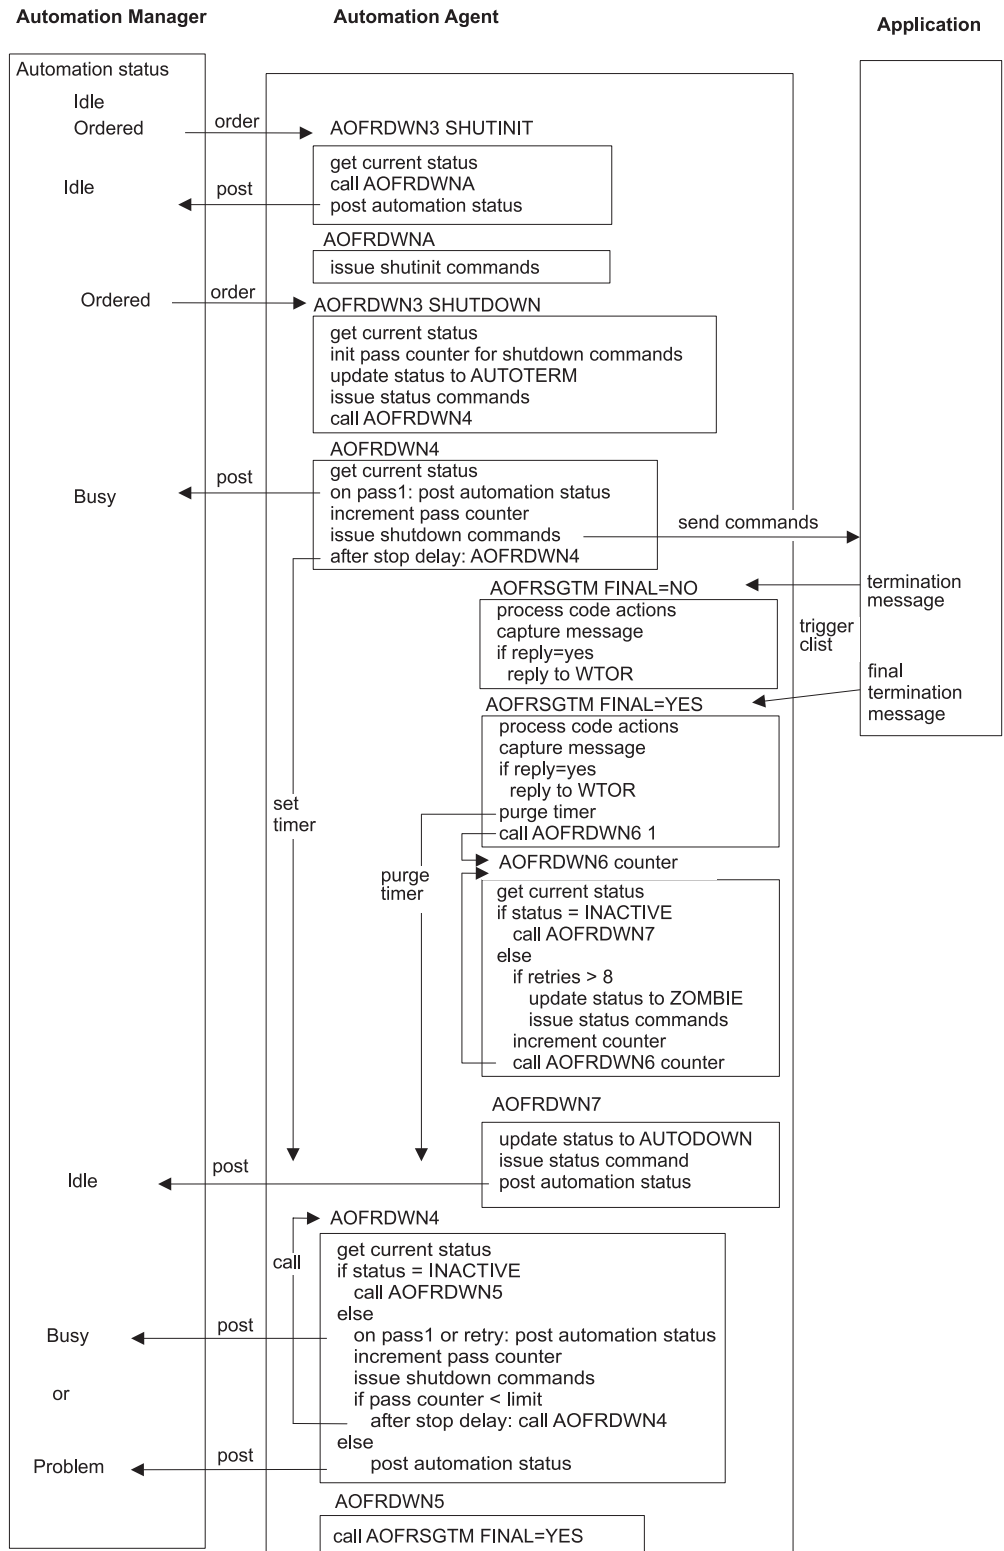 Automation Manager
Automation Agent
Application
Automation status
Idle
Ordered
order
AOFRDWN3 SHUTINIT
get current status
call AOFRDWNA
post automation status
Idle
post
AOFRDWNA
issue shutinit commands
Ordered
order
AOFRDWN3 SHUTDOWN
get current status
init pass counter for shutdown commands
update status to AUTOTERM
issue status commands
call AOFRDWN4
AOFRDWN4
get current status
on pass1: post automation status
increment pass counter
issue shutdown commands
after stop delay: AOFRDWN4
post
Busy
send commands
termination
message
AOFRSGTM FINAL=NO
process code actions
capture message
if reply=yes
reply to WTOR
trigger
clist
final
termination
message
AOFRSGTM FINAL=YES
process code actions
capture message
if reply=yes
reply to WTOR
purge timer
call AOFRDWN6 1
set
timer
purge
timer
AOFRDWN6 counter
get current status
if status = INACTIVE
call AOFRDWN7
else
if retries > 8
update status to ZOMBIE
issue status commands
increment counter
call AOFRDWN6 counter
AOFRDWN7
update status to AUTODOWN
issue status command
post automation status
post
Idle
AOFRDWN4
call
get current status
if status = INACTIVE
call AOFRDWN5
else
on pass1 or retry: post automation status
increment pass counter
issue shutdown commands
if pass counter < limit
after stop delay: call AOFRDWN4
else
post automation status
Busy
post
or
Problem
post
AOFRDWN5
call AOFRSGTM FINAL=YES